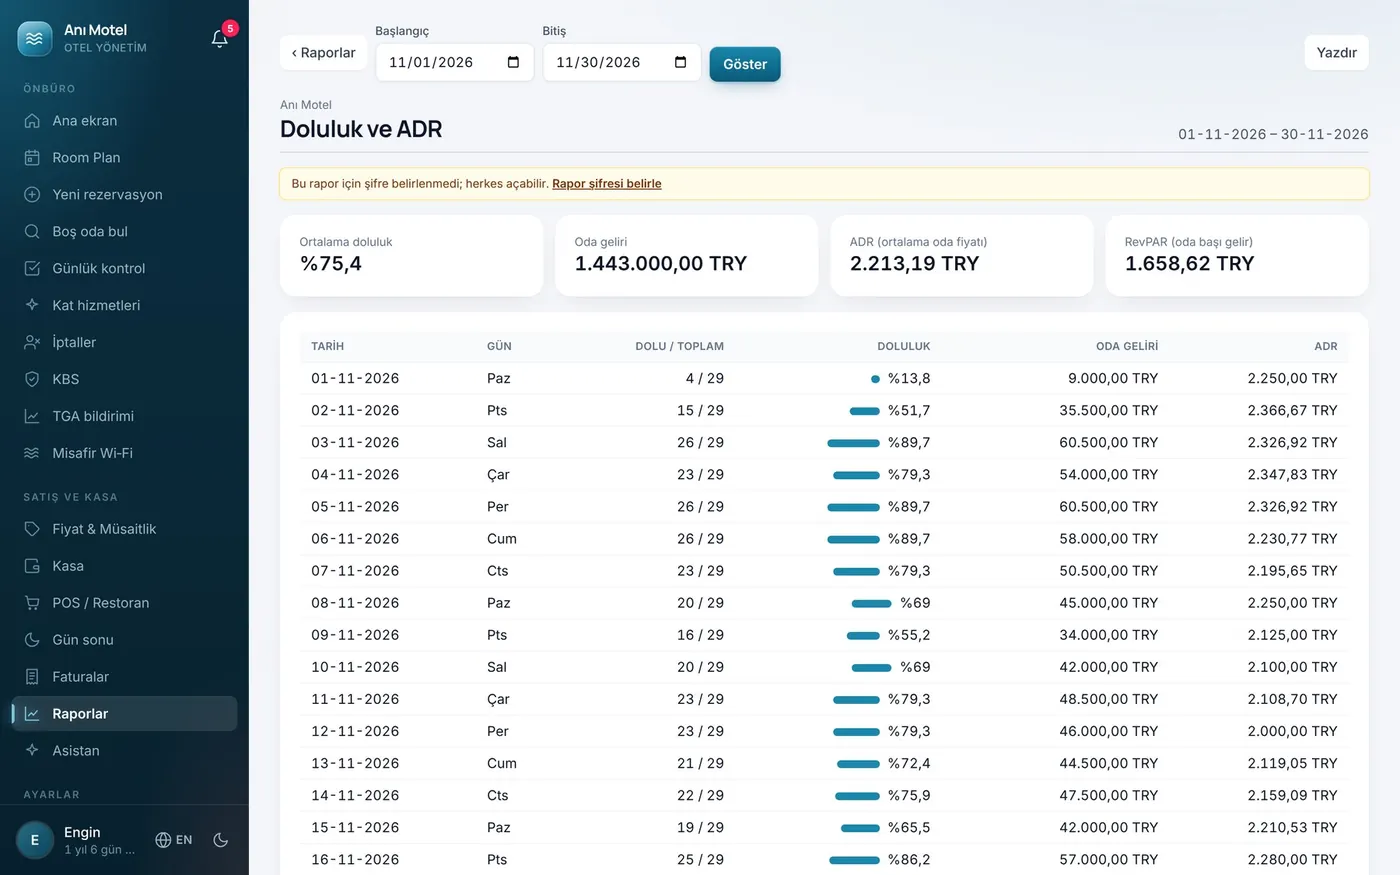 Anı Motel
OTEL YÖNETİM
5
ÖNBÜRO
Ana ekran
Room Plan
Yeni rezervasyon
Boş oda bul
Günlük kontrol
Kat hizmetleri
İptaller
KBS
TGA bildirimi
Misafir Wi-Fi
SATIŞ VE KASA
Fiyat & Müsaitlik
Kasa
POS / Restoran
Gün sonu
Faturalar
Raporlar
Asistan
AYARLAR
E
Engin
1 yıl 6 gün ...
EN
‹ Raporlar
Başlangıç
11/01/2026
Bitiş
11/30/2026
Göster
Yazdır
Anı Motel
Doluluk ve ADR
01-11-2026 – 30-11-2026
Bu rapor için şifre belirlenmedi; herkes açabilir. Rapor şifresi belirle
Ortalama doluluk
%75,4
Oda geliri
1.443.000,00 TRY
ADR (ortalama oda fiyatı)
2.213,19 TRY
RevPAR (oda başı gelir)
1.658,62 TRY
TARİH GÜN DOLU / TOPLAM DOLULUK ODA GELİRİ ADR
01-11-2026 Paz 4 / 29 %13,8 9.000,00 TRY 2.250,00 TRY
02-11-2026 Pts 15 / 29 %51,7 35.500,00 TRY 2.366,67 TRY
03-11-2026 Sal 26 / 29 %89,7 60.500,00 TRY 2.326,92 TRY
04-11-2026 Çar 23 / 29 %79,3 54.000,00 TRY 2.347,83 TRY
05-11-2026 Per 26 / 29 %89,7 60.500,00 TRY 2.326,92 TRY
06-11-2026 Cum 26 / 29 %89,7 58.000,00 TRY 2.230,77 TRY
07-11-2026 Cts 23 / 29 %79,3 50.500,00 TRY 2.195,65 TRY
08-11-2026 Paz 20 / 29 %69 45.000,00 TRY 2.250,00 TRY
09-11-2026 Pts 16 / 29 %55,2 34.000,00 TRY 2.125,00 TRY
10-11-2026 Sal 20 / 29 %69 42.000,00 TRY 2.100,00 TRY
11-11-2026 Çar 23 / 29 %79,3 48.500,00 TRY 2.108,70 TRY
12-11-2026 Per 23 / 29 %79,3 46.000,00 TRY 2.000,00 TRY
13-11-2026 Cum 21 / 29 %72,4 44.500,00 TRY 2.119,05 TRY
14-11-2026 Cts 22 / 29 %75,9 47.500,00 TRY 2.159,09 TRY
15-11-2026 Paz 19 / 29 %65,5 42.000,00 TRY 2.210,53 TRY
16-11-2026 Pts 25 / 29 %86,2 57.000,00 TRY 2.280,00 TRY